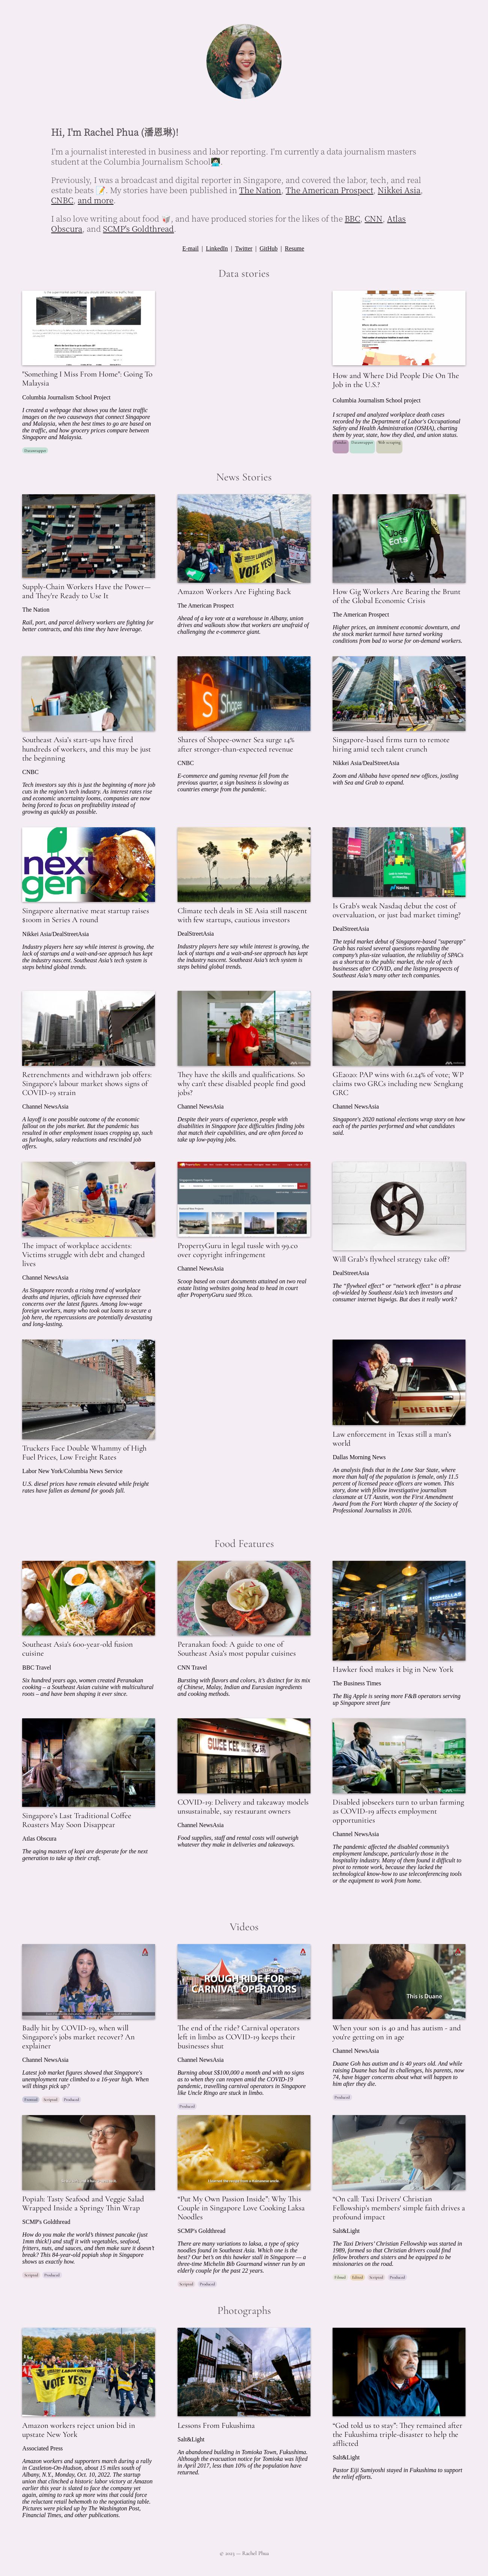 Hi, I'm Rachel Phua (潘恩琳)!
I'm a journalist interested in business and labor reporting. I'm currently a data journalism masters
student at the Columbia Journalism School
Previously, I was a broadcast and digital reporter in Singapore, and covered the labor, tech, and real
estate beats 📝. My stories have been published in The Nation, The American Prospect, Nikkei Asia,
CNBC, and more.
I also love writing about food 🥡, and have produced stories for the likes of the BBC, CNN, Atlas
Obscura, and SCMP's Goldthread.
E-mail | LinkedIn | Twitter | GitHub | Resume
Data stories
"Something I Miss From Home": Going To
Malaysia
Columbia Journalism School Project
I created a webpage that shows you the latest traffic
images on the two causeways that connect Singapore
and Malaysia, when the best times to go are based on
the traffic, and how grocery prices compare between
Singapore and Malaysia.
How and Where Did People Die On The
Job in the U.S.?
Columbia Journalism School project
I scraped and analyzed workplace death cases
recorded by the Department of Labor's Occupational
Safety and Health Administration (OSHA), charting
them by year, state, how they died, and union status.
Web scraping
News Stories
Supply-Chain Workers Have the Power—
and They're Ready to Use It
The Nation
Rail, port, and parcel delivery workers are fighting for
better contracts, and this time they have leverage.
VOTE YES!
Amazon Workers Are Fighting Back
The American Prospect
Ahead of a key vote at a warehouse in Albany, union
drives and walkouts show that workers are unafraid of
challenging the e-commerce giant.
Uber
Eats
How Gig Workers Are Bearing the Brunt
of the Global Economic Crisis
The American Prospect
Higher prices, an imminent economic downturn, and
the stock market turmoil have turned working
conditions from bad to worse for on-demand workers.
Southeast Asia's start-ups have fired
hundreds of workers, and this may be just
the beginning
CNBC
Tech investors say this is just the beginning of more job
cuts in the region's tech industry. As interest rates rise
and economic uncertainty looms, companies are now
being forced to focus on profitability instead of
growing as quickly as possible.
Shares of Shopee-owner Sea surge 14%
after stronger-than-expected revenue
CNBC
E-commerce and gaming revenue fell from the
previous quarter, a sign business is slowing as
countries emerge from the pandemic.
Singapore-based firms turn to remote
hiring amid tech talent crunch
Nikkei Asia/DealStreetAsia
Zoom and Alibaba have opened new offices, jostling
with Sea and Grab to expand.
next
gen
Singapore alternative meat startup raises
$100m in Series A round
Nikkei Asia/DealStreetAsia
Industry players say while interest is growing, the
lack of startups and a wait-and-see approach has kept
the industry nascent. Southeast Asia's tech system is
steps behind global trends.
Climate tech deals in SE Asia still nascent
with few startups, cautious investors
DealStreetAsia
Industry players say while interest is growing, the
lack of startups and a wait-and-see approach has kept
the industry nascent. Southeast Asia's tech system is
steps behind global trends.
Is Grab's weak Nasdaq debut the cost of
overvaluation, or just bad market timing?
DealStreetAsia
The tepid market debut of Singapore-based "superapp"
Grab has raised several questions regarding the
company's plus-size valuation, the reliability of SPACs
as a shortcut to the public market, the role of tech
businesses after COVID, and the listing prospects of
Southeast Asia's many other tech companies.
Retrenchments and withdrawn job offers:
Singapore's labour market shows signs of
COVID-19 strain
Channel NewsAsia
A layoff is one possible outcome of the economic
fallout on the jobs market. But the pandemic has
resulted in other employment issues cropping up, such
as furloughs, salary reductions and rescinded job
offers.
They have the skills and qualifications. So
why can't these disabled people find good
jobs?
Channel NewsAsia
Despite their years of experience, people with
disabilities in Singapore face difficulties finding jobs
that match their capabilities, and are often forced to
take up low-paying jobs.
GE2020: PAP wins with 61.24% of vote; WP
claims two GRCs including new Sengkang
GRC
Channel NewsAsia
Singapore's 2020 national elections wrap story on how
each of the parties performed and what candidates
said.
The impact of workplace accidents:
Victims struggle with debt and changed
lives
Channel NewsAsia
As Singapore records a rising trend of workplace
deaths and injuries, officials have expressed their
concerns over the latest figures. Among low-wage
foreign workers, many who took out loans to secure a
job here, the repercussions are potentially devastating
and long-lasting.
PropertyGuru in legal tussle with 99.co
over copyright infringement
Channel NewsAsia
Scoop based on court documents attained on two real
estate listing websites going head to head in court
after PropertyGuru sued 99.co.
Will Grab's flywheel strategy take off?
DealStreetAsia
The “flywheel effect” or “network effect” is a phrase
oft-wielded by Southeast Asia's tech investors and
consumer internet bigwigs. But does it really work?
Truckers Face Double Whammy of High
Fuel Prices, Low Freight Rates
Labor New York/Columbia News Service
U.S. diesel prices have remain elevated while freight
rates have fallen as demand for goods fall.
SHERIFF
Law enforcement in Texas still a man's
world
Dallas Morning News
An analysis finds that in the Lone Star State, where
more than half of the population is female, only 11.5
percent of licensed peace officers are women. This
story, done with fellow investigative journalism
classmate at UT Austin, won the First Amendment
Award from the Fort Worth chapter of the Society of
Professional Journalists in 2016.
Food Features
Southeast Asia's 600-year-old fusion
cuisine
BBC Travel
Six hundred years ago, women created Peranakan
cooking – a Southeast Asian cuisine with multicultural
roots – and have been shaping it ever since.
Peranakan food: A guide to one of
Southeast Asia's most popular cuisines
CNN Travel
Bursting with flavors and colors, it's distinct for its mix
of Chinese, Malay, Indian and Eurasian ingredients
and cooking methods.
Hawker food makes it big in New York
The Business Times
The Big Apple is seeing more F&B operators serving
up Singapore street fare
Singapore's Last Traditional Coffee
Roasters May Soon Disappear
Atlas Obscura
The aging masters of kopi are desperate for the next
generation to take up their craft.
GUIKEE
COVID-19: Delivery and takeaway models
unsustainable, say restaurant owners
Channel NewsAsia
Food supplies, staff and rental costs will outweigh
whatever they make in deliveries and takeaways.
Disabled jobseekers turn to urban farming
as COVID-19 affects employment
opportunities
Channel NewsAsia
The pandemic affected the disabled community's
employment landscape, particularly those in the
hospitality industry. Many of them found it difficult to
pivot to remote work, because they lacked the
technological know-how to use teleconferencing tools
or the equipment to work from home.
Videos
Badly hit by COVID-19, when will
Singapore's jobs market recover? An
explainer
Channel NewsAsia
Latest job market figures showed that Singapore's
unemployment rate climbed to a 16-year high. When
will things pick up?
Scripted Produced
ROUGH RIDE FOR
CARNIVAL OPERATORS
The end of the ride? Carnival operators
left in limbo as COVID-19 keeps their
businesses shut
Channel NewsAsia
Burning about S$100,000 a month and with no signs
as to when they can reopen amid the COVID-19
pandemic, travelling carnival operators in Singapore
like Uncle Ringo are stuck in limbo.
Produced
This is Duane
When your son is 40 and has autism - and
you're getting on in age
Channel NewsAsia
Duane Goh has autism and is 40 years old. And while
raising Duane has had its challenges, his parents, now
74, have bigger concerns about what will happen to
him after they die.
Produced
Popiah: Tasty Seafood and Veggie Salad
Wrapped Inside a Springy Thin Wrap
SCMP's Goldthread
How do you make the world's thinnest pancake (just
1mm thick!) and stuff it with vegetables, seafood,
fritters, nuts, and sauces, and then make sure it doesn't
break? This 84-year-old popiah shop in Singapore
shows us exactly how.
Scripted Produced
“Put My Own Passion Inside”: Why This
Couple in Singapore Love Cooking Laksa
Noodles
SCMP's Goldthread
There are many variations to laksa, a type of spicy
noodles found in Southeast Asia. Which one is the
best? Our bet's on this hawker stall in Singapore — a
three-time Michelin Bib Gourmand winner run by an
elderly couple for the past 22 years.
Scripted Produced
“On call: Taxi Drivers' Christian
Fellowship's members' simple faith drives a
profound impact
Salt&Light
The Taxi Drivers' Christian Fellowship was started in
1989, formed so that Christian drivers could find
fellow brothers and sisters and be equipped to be
missionaries on the road.
Filmed Edited Scripted Produced
Photographs
VOTE YES!
Amazon workers reject union bid in
upstate New York
Associated Press
Amazon workers and supporters march during a rally
in Castleton-On-Hudson, about 15 miles south of
Albany, N.Y., Monday, Oct. 10, 2022. The startup
union that clinched a historic labor victory at Amazon
earlier this year is slated to face the company yet
again, aiming to rack up more wins that could force
the reluctant retail behemoth to the negotiating table.
Pictures were picked up by The Washington Post,
Financial Times, and other publications.
Lessons From Fukushima
Salt&Light
An abandoned building in Tomioka Town, Fukushima.
Although the evacuation notice for Tomioka was lifted
in April 2017, less than 10% of the population have
returned.
“God told us to stay”: They remained after
the Fukushima triple-disaster to help the
afflicted
Salt&Light
Pastor Eiji Sumiyoshi stayed in Fukushima to support
the relief efforts.
© 2023 — Rachel Phua